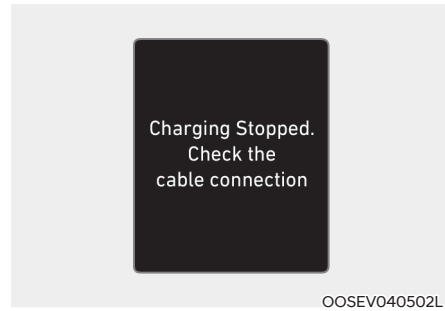 Charging Stopped.
Check the
cable connection
OOSEV040502L